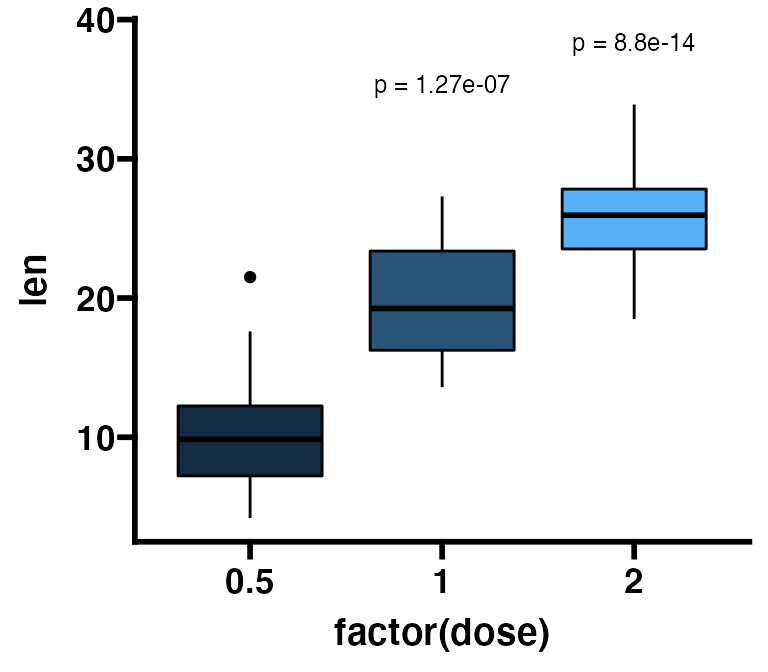 40
p = 8.8e-14
p = 1.27e-07
30
len
20
10
0.5 1 2
factor(dose)